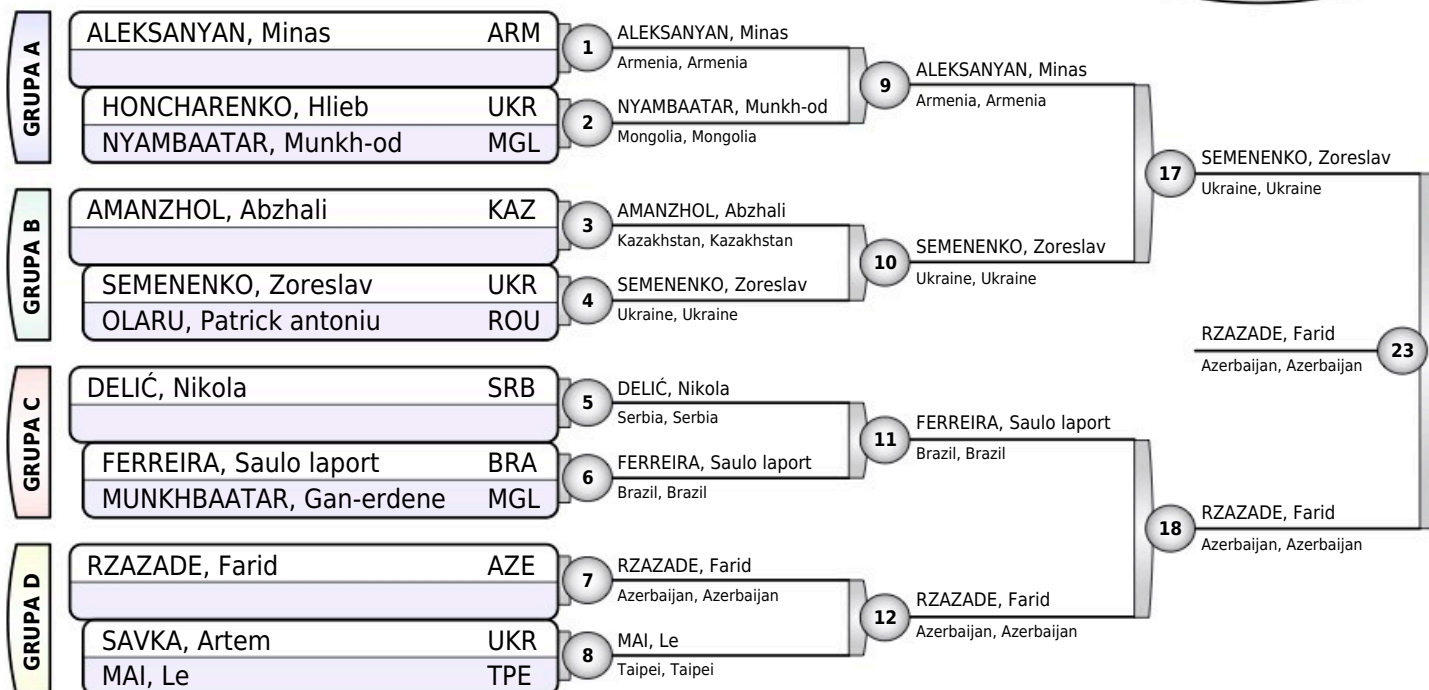 GRUPA A
ALEKSANYAN, Minas ARM
HONCHARENKO, Hlieb UKR
NYAMBAATAR, Munkh-od MGL
GRUPA B
AMANZHOL, Abzhali KAZ
SEMENENKO, Zoreslav UKR
OLARU, Patrick antoniu ROU
GRUPA C
DELIĆ, Nikola SRB
FERREIRA, Saulo laport BRA
MUNKHBAATAR, Gan-erdene MGL
GRUPA D
RZAZADE, Farid AZE
SAVKA, Artem UKR
MAI, Le TPE
1
ALEKSANYAN, Minas
Armenia, Armenia
2
NYAMBAATAR, Munkh-od
Mongolia, Mongolia
3
AMANZHOL, Abzhali
Kazakhstan, Kazakhstan
4
SEMENENKO, Zoreslav
Ukraine, Ukraine
5
DELIĆ, Nikola
Serbia, Serbia
6
FERREIRA, Saulo laport
Brazil, Brazil
7
RZAZADE, Farid
Azerbaijan, Azerbaijan
8
MAI, Le
Taipei, Taipei
9
ALEKSANYAN, Minas
Armenia, Armenia
10
SEMENENKO, Zoreslav
Ukraine, Ukraine
11
FERREIRA, Saulo laport
Brazil, Brazil
12
RZAZADE, Farid
Azerbaijan, Azerbaijan
17
SEMENENKO, Zoreslav
Ukraine, Ukraine
18
RZAZADE, Farid
Azerbaijan, Azerbaijan
RZAZADE, Farid
Azerbaijan, Azerbaijan
23